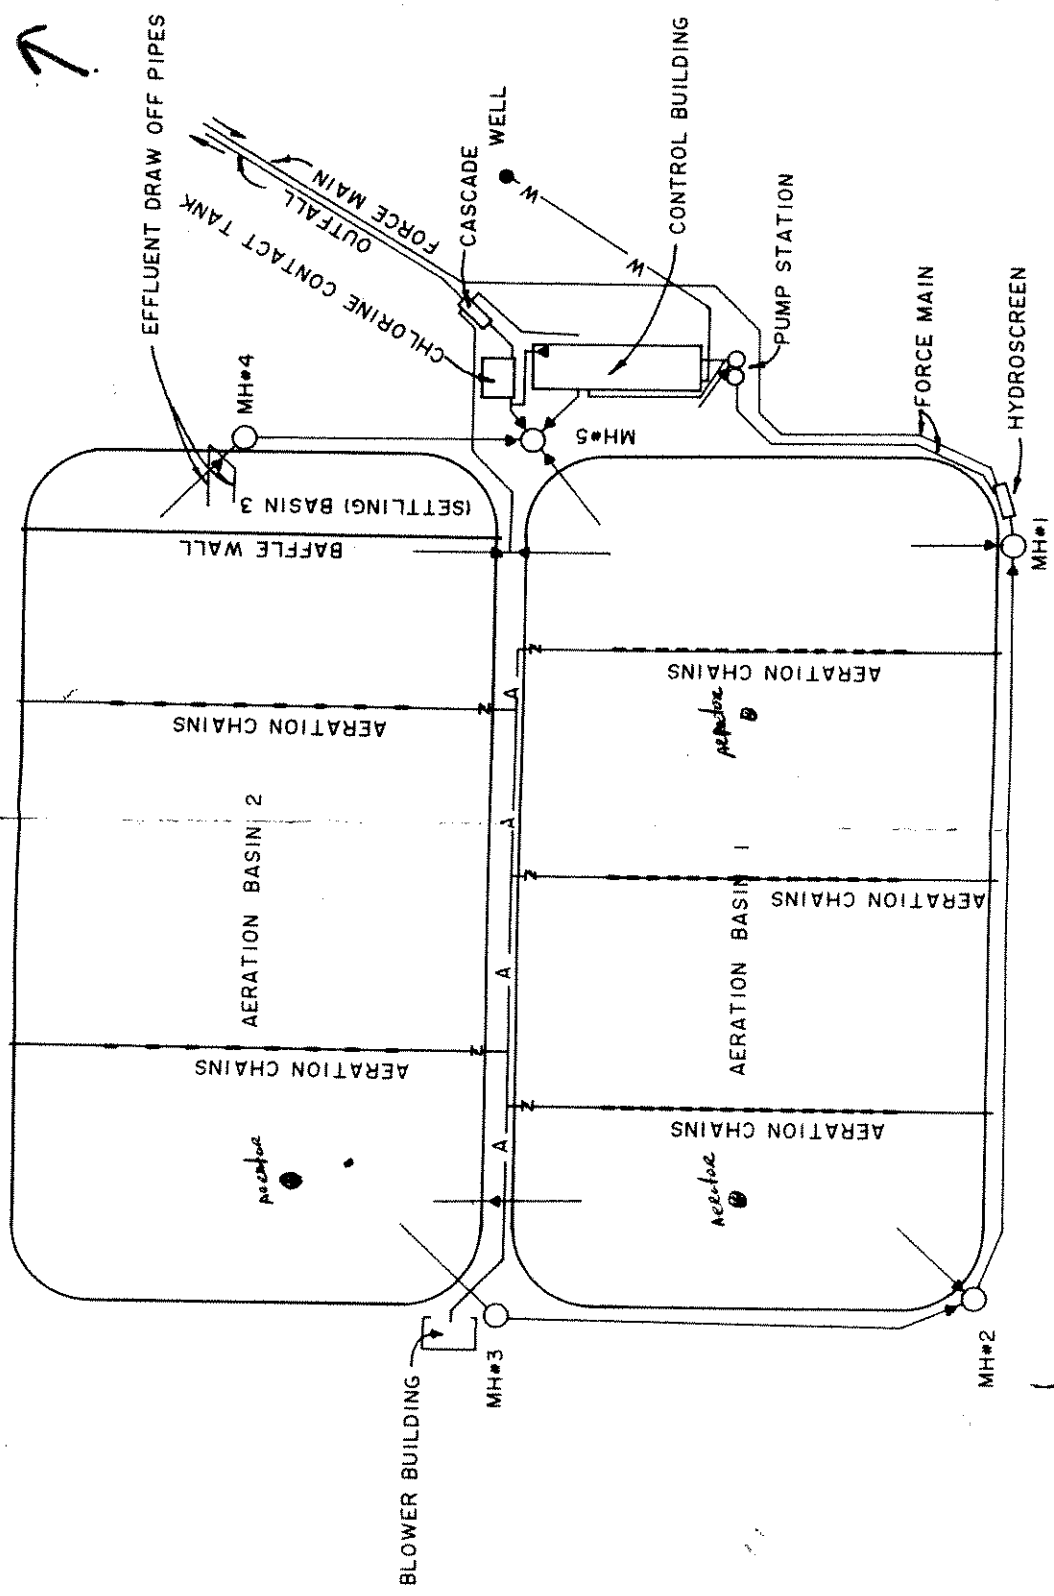 EFFLUENT DRAW OFF PIPES
OUTFALL
FORCE MAIN
CHLORINE CONTACT TANK
CASCADE
WELL
W
W
CONTROL BUILDING
PUMP STATION
FORCE MAIN
HYDROSCREEN
MH#4
MH#5
MH#1
(SETTLING) BASIN 3
BAFFLE WALL
AERATION CHAINS
AERATION BASIN 2
AERATION CHAINS
Aerator
AERATION CHAINS
Aerator
AERATION CHAINS
AERATION BASIN 1
AERATION CHAINS
Aerator
A
A
A
A
Z
Z
Z
Z
Z
BLOWER BUILDING
MH#3
MH#2